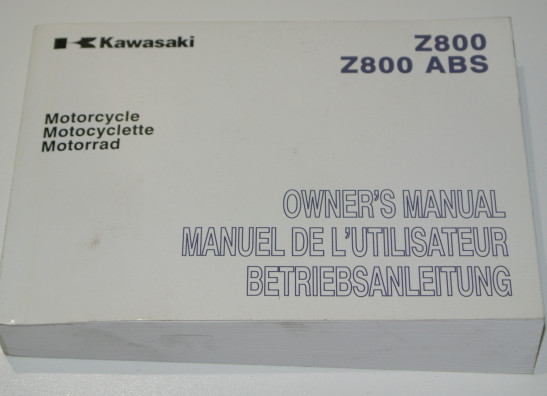 Kawasaki
Z800
Z800 ABS
Motorcycle
Motocyclette
Motorrad
OWNER'S MANUAL
MANUEL DE L'UTILISATEUR
BETRIEBSANLEITUNG